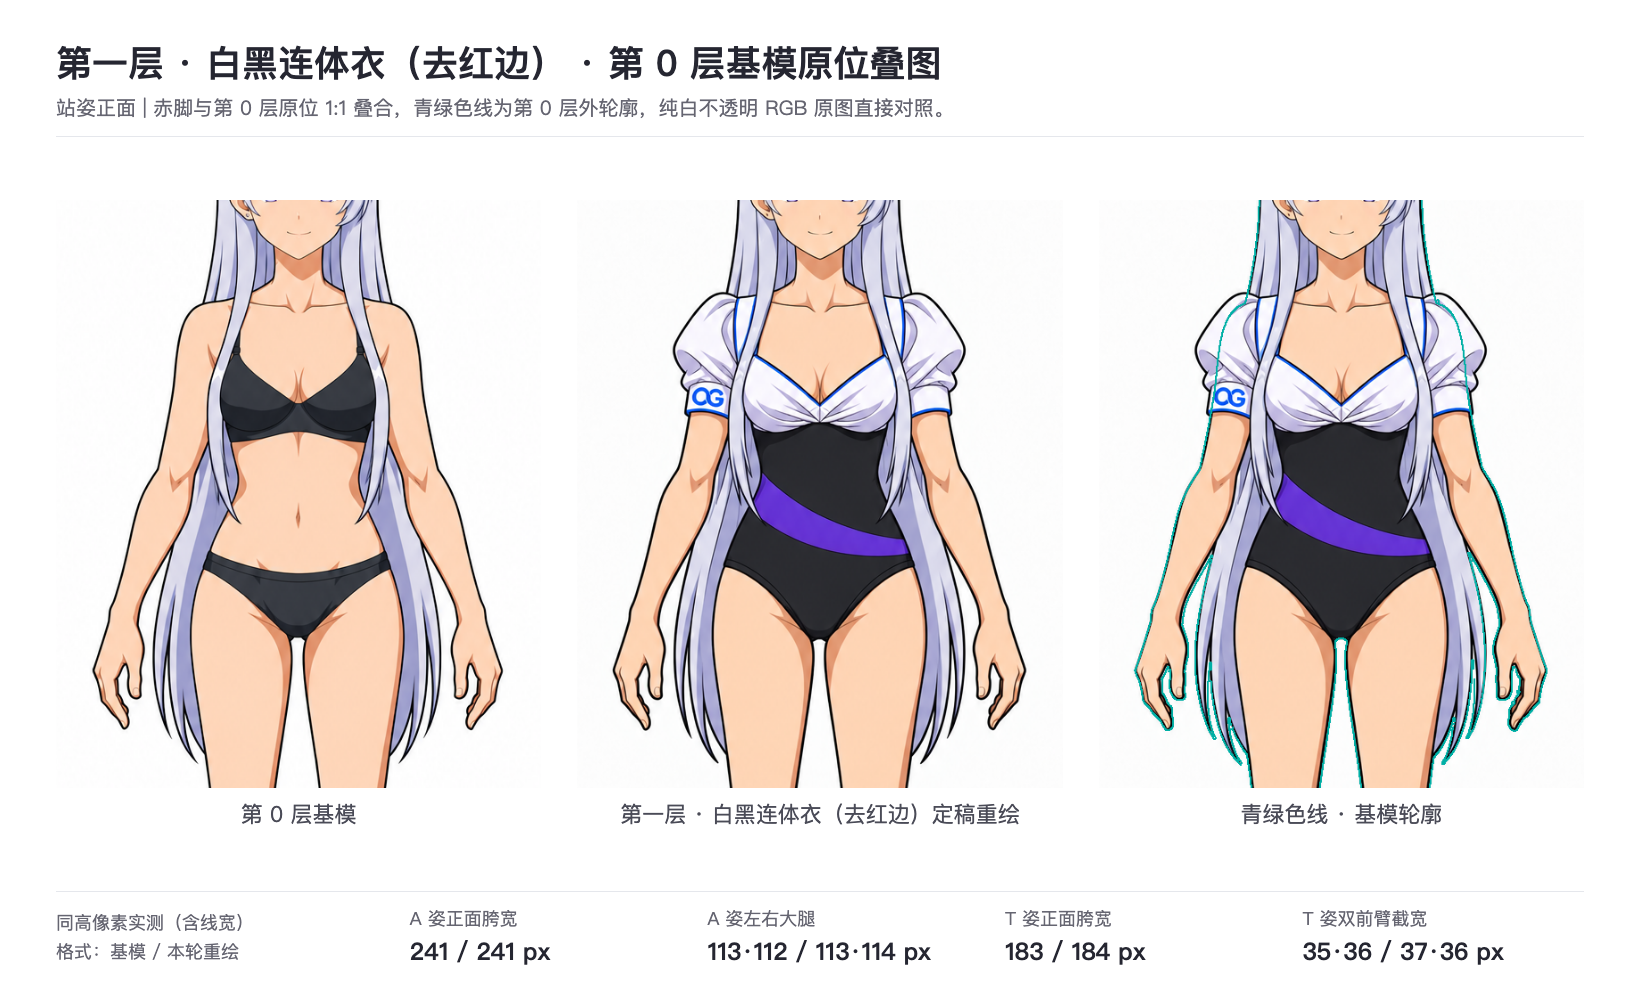 第一层 · 白黑连体衣（去红边） · 第 0 层基模原位叠图
站姿正面 | 赤脚与第 0 层原位 1:1 叠合，青绿色线为第 0 层外轮廓，纯白不透明 RGB 原图直接对照。
OG
OG
第 0 层基模
第一层 · 白黑连体衣（去红边）定稿重绘
青绿色线 · 基模轮廓
同高像素实测（含线宽）
格式：基模 / 本轮重绘
A 姿正面胯宽
241 / 241 px
A 姿左右大腿
113·112 / 113·114 px
T 姿正面胯宽
183 / 184 px
T 姿双前臂截宽
35·36 / 37·36 px